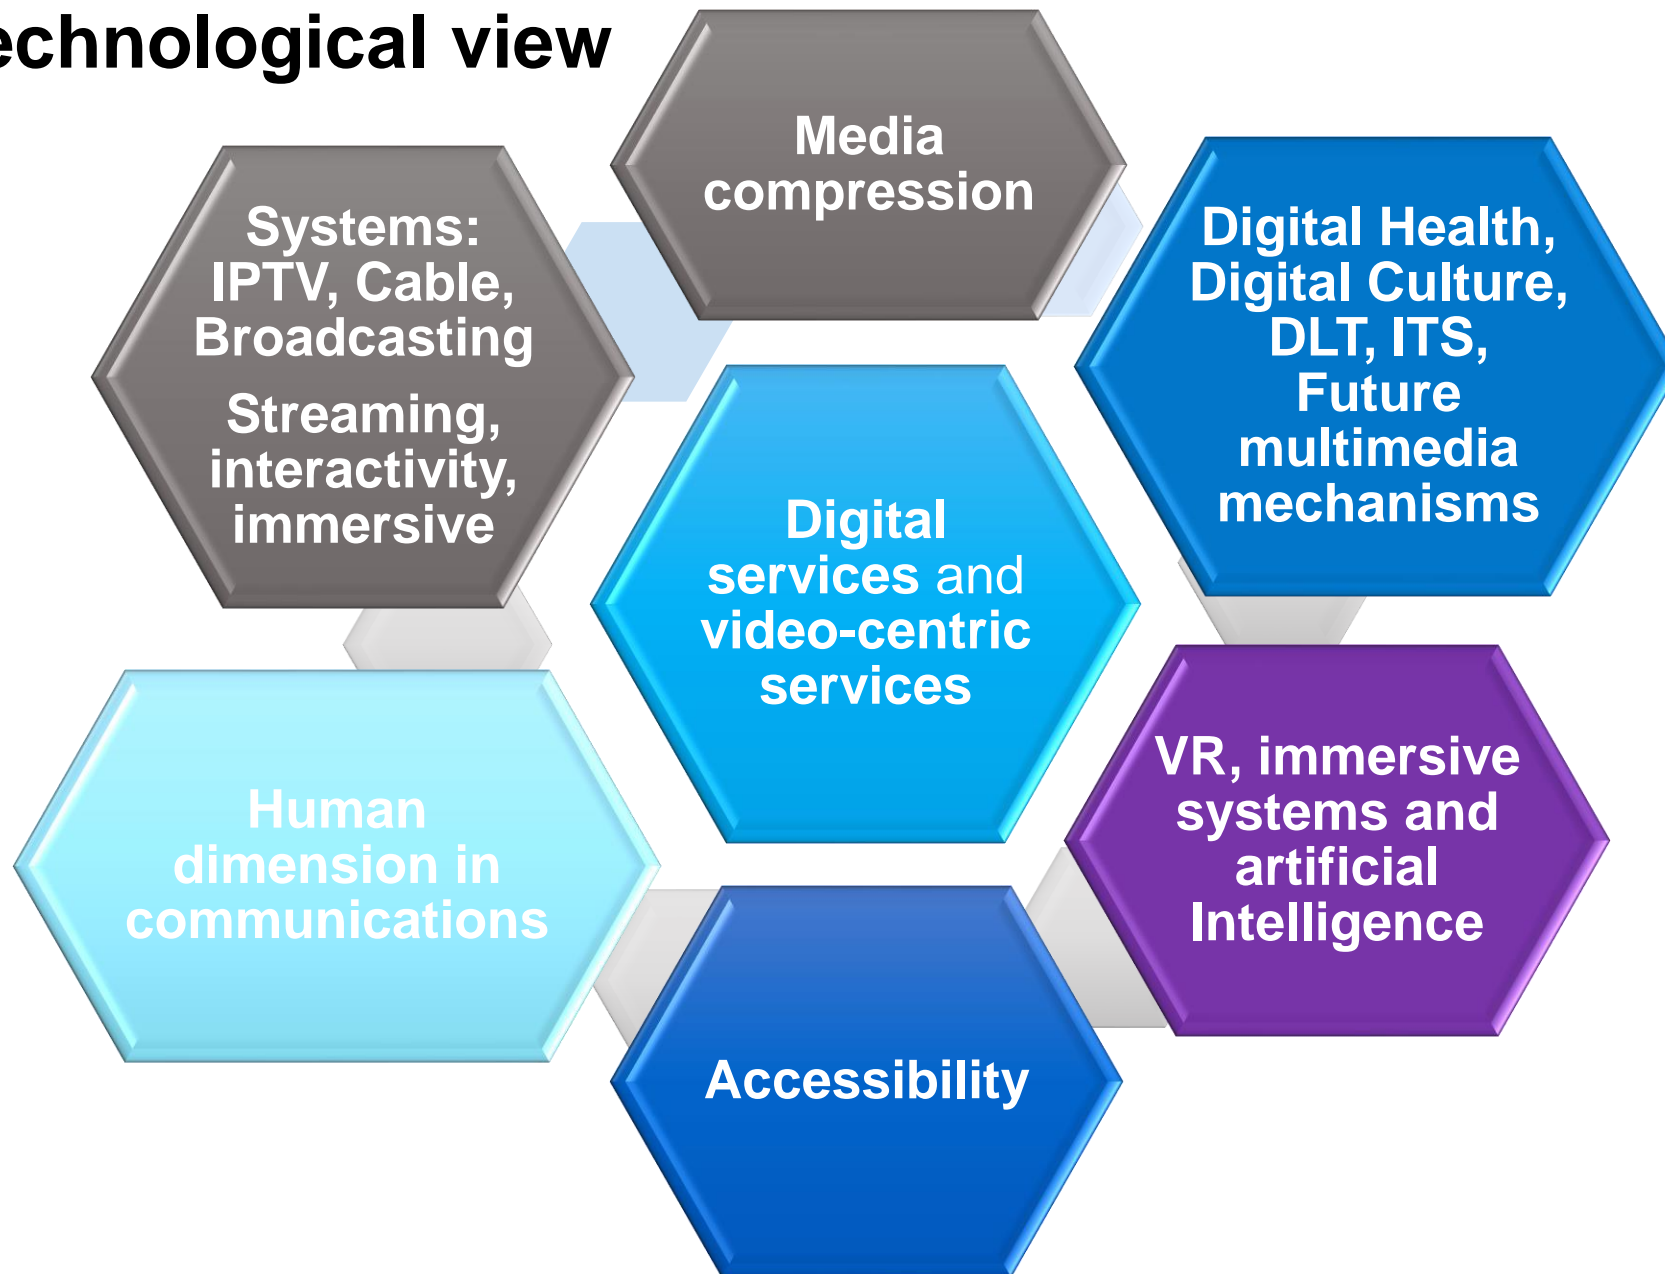 echnological view
Media
compression
Systems:
IPTV, Cable,
Broadcasting
Streaming,
interactivity,
immersive
Digital Health,
Digital Culture,
DLT, ITS,
Future
multimedia
mechanisms
Digital
services and
video-centric
services
Human
dimension in
communications
VR, immersive
systems and
artificial
Intelligence
Accessibility